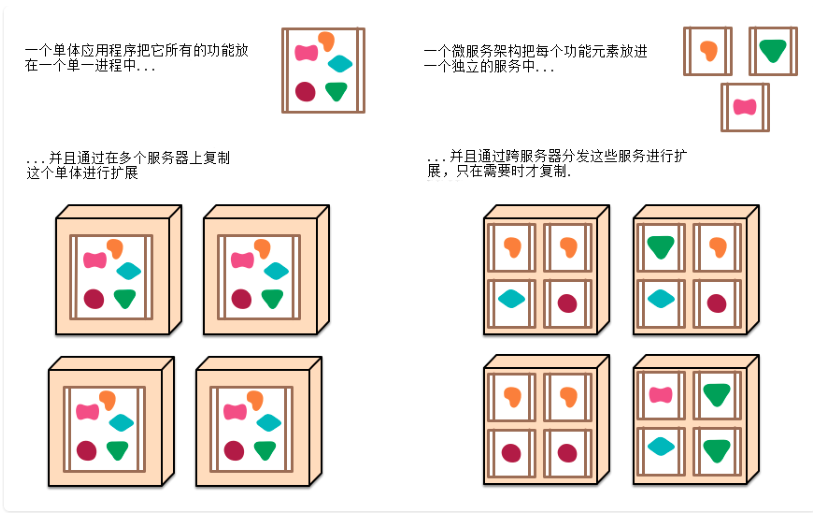 一个单体应用程序把它所有的功能放
在一个单一进程中...
...并且通过在多个服务器上复制
这个单体进行扩展
一个微服务架构把每个功能元素放进
一个独立的服务中...
...并且通过跨服务器分发这些服务进行扩
展，只在需要时才复制.